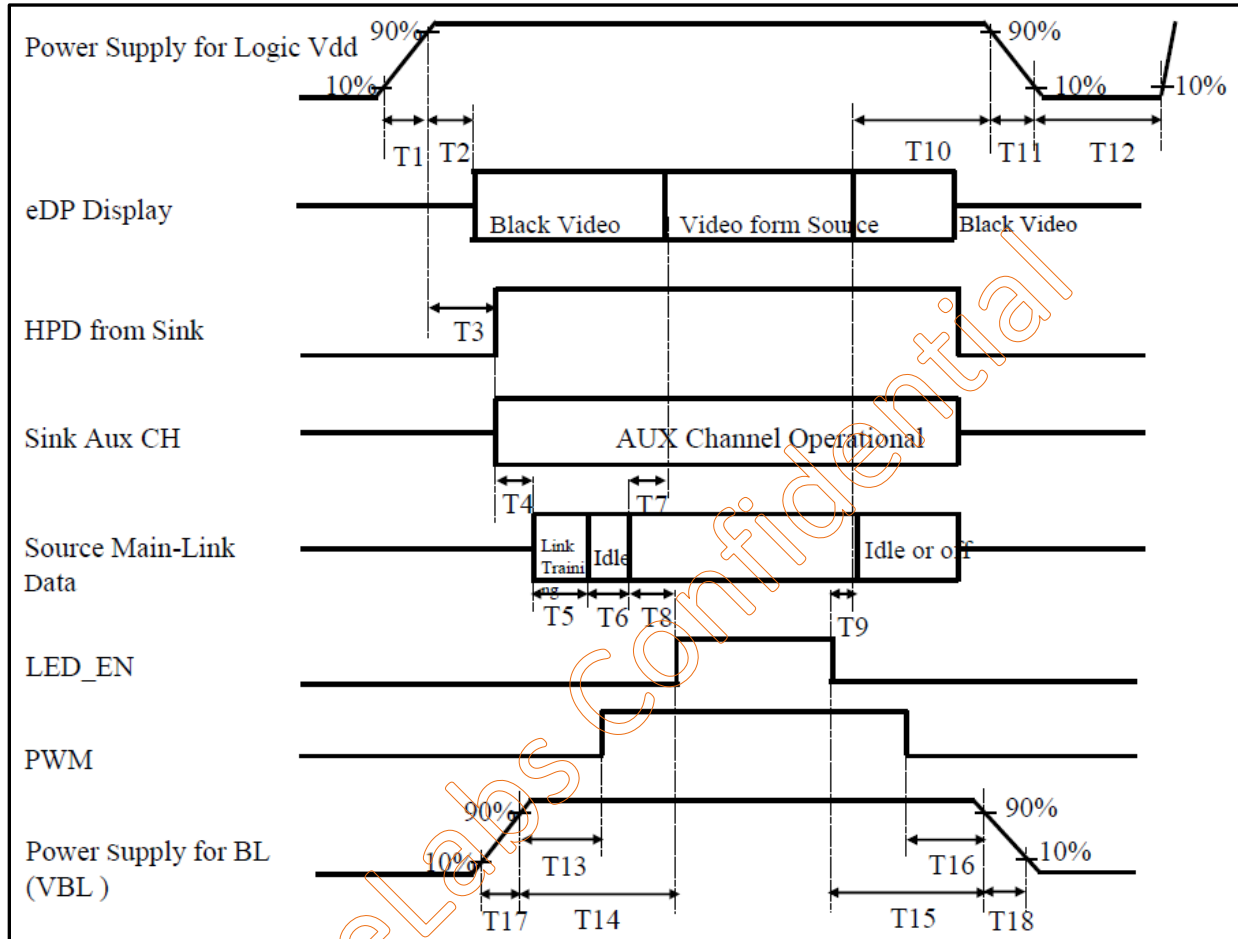 Power Supply for Logic Vdd
90%
10%
90%
10%
10%
T1
T2
T10
T11
T12
eDP Display
Black Video
Video form Source
Black Video
HPD from Sink
T3
Sink Aux CH
AUX Channel Operational
T4
T7
Source Main-Link
Data
Link
Traini
ng
Idle
Idle or off
T5
T6
T8
T9
LED_EN
PWM
Power Supply for BL
(VBL )
90%
10%
90%
10%
T13
T16
T17
T14
T15
T18
eLabs Confidential